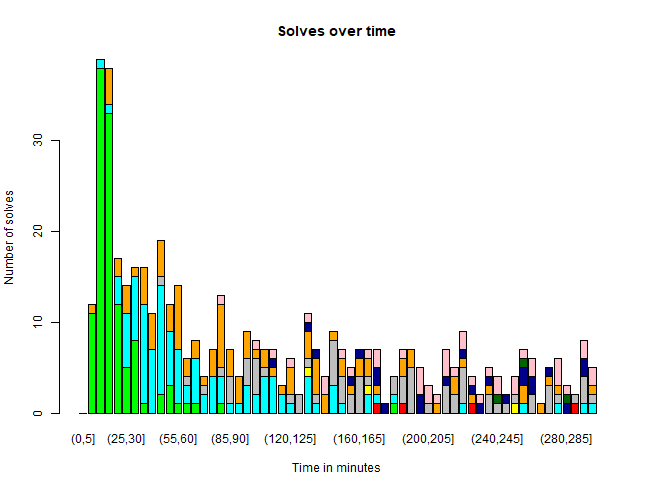 Solves over time
Number of solves
30
20
10
0
(0,5] (25,30] (55,60] (85,90] (120,125] (160,165] (200,205] (240,245] (280,285]
Time in minutes